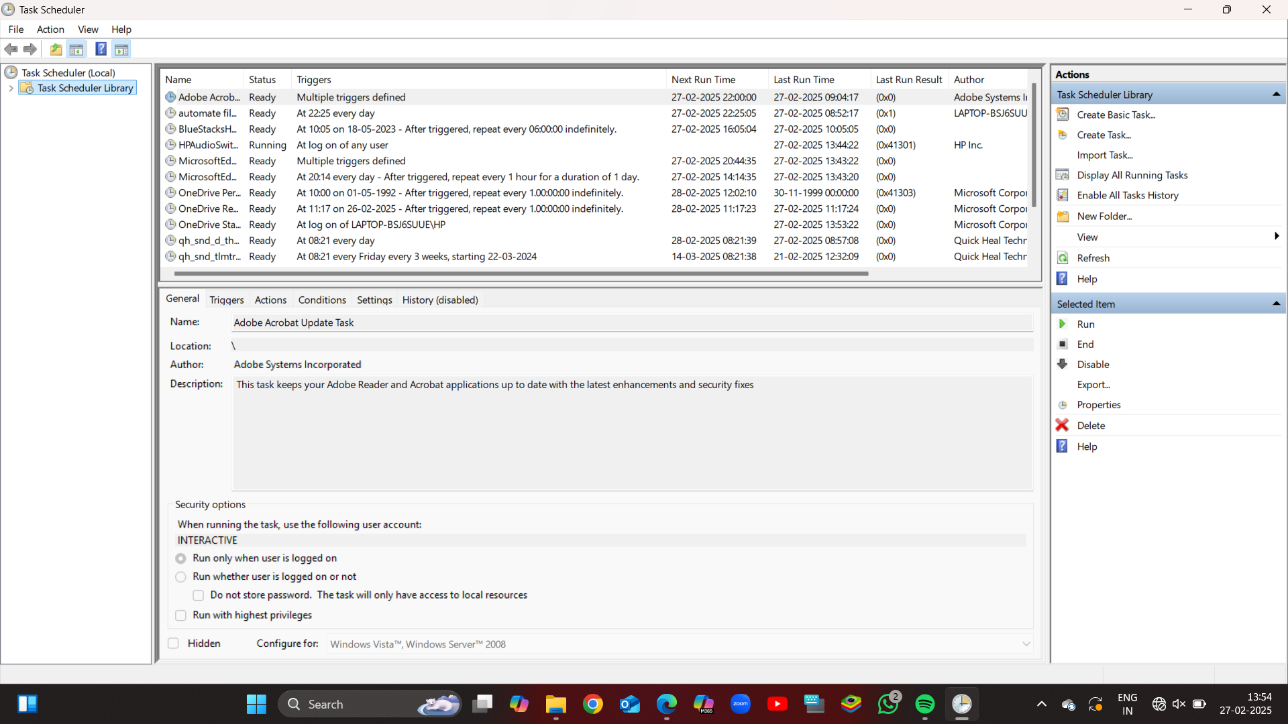 Task Scheduler
File Action View Help
Task Scheduler (Local)
Task Scheduler Library
Name Status Triggers Next Run Time Last Run Time Last Run Result Author
Adobe Acrob... Ready Multiple triggers defined 27-02-2025 22:00:00 27-02-2025 09:04:17 (0x0) Adobe Systems I
automate fil... Ready At 22:25 every day 27-02-2025 22:25:05 27-02-2025 08:52:17 (0x1) LAPTOP-BSJ6SUU
BlueStacksH... Ready At 10:05 on 18-05-2023 - After triggered, repeat every 06:00:00 indefinitely. 27-02-2025 16:05:04 27-02-2025 10:05:05 (0x0)
HPAudioSwit... Running At log on of any user 27-02-2025 13:44:22 (0x41301) HP Inc.
MicrosoftEd... Ready Multiple triggers defined 27-02-2025 20:44:35 27-02-2025 13:43:22 (0x0)
MicrosoftEd... Ready At 20:14 every day - After triggered, repeat every 1 hour for a duration of 1 day. 27-02-2025 14:14:35 27-02-2025 13:43:20 (0x0)
OneDrive Per... Ready At 10:00 on 01-05-1992 - After triggered, repeat every 1.00:00:00 indefinitely. 28-02-2025 12:02:10 30-11-1999 00:00:00 (0x41303) Microsoft Corpor
OneDrive Re... Ready At 11:17 on 26-02-2025 - After triggered, repeat every 1.00:00:00 indefinitely. 28-02-2025 11:17:23 27-02-2025 11:17:24 (0x0) Microsoft Corpor
OneDrive Sta... Ready At log on of LAPTOP-BSJ6SUUE\HP 27-02-2025 13:53:22 (0x0) Microsoft Corpor
qh_snd_d_th... Ready At 08:21 every day 28-02-2025 08:21:39 27-02-2025 08:57:08 (0x0) Quick Heal Techn
qh_snd_tlmtr... Ready At 08:21 every Friday every 3 weeks, starting 22-03-2024 14-03-2025 08:21:38 21-02-2025 12:32:09 (0x0) Quick Heal Techn
General Triggers Actions Conditions Settings History (disabled)
Name: Adobe Acrobat Update Task
Location: \
Author: Adobe Systems Incorporated
Description: This task keeps your Adobe Reader and Acrobat applications up to date with the latest enhancements and security fixes
Security options
When running the task, use the following user account:
INTERACTIVE
Run only when user is logged on
Run whether user is logged on or not
Do not store password. The task will only have access to local resources
Run with highest privileges
Hidden Configure for: Windows Vista™, Windows Server™ 2008
Actions
Task Scheduler Library
Create Basic Task...
Create Task...
Import Task...
Display All Running Tasks
Enable All Tasks History
New Folder...
View
Refresh
Help
Selected Item
Run
End
Disable
Export...
Properties
Delete
Help
Search
M365
zoom
2
ENG
IN
13:54
27-02-2025